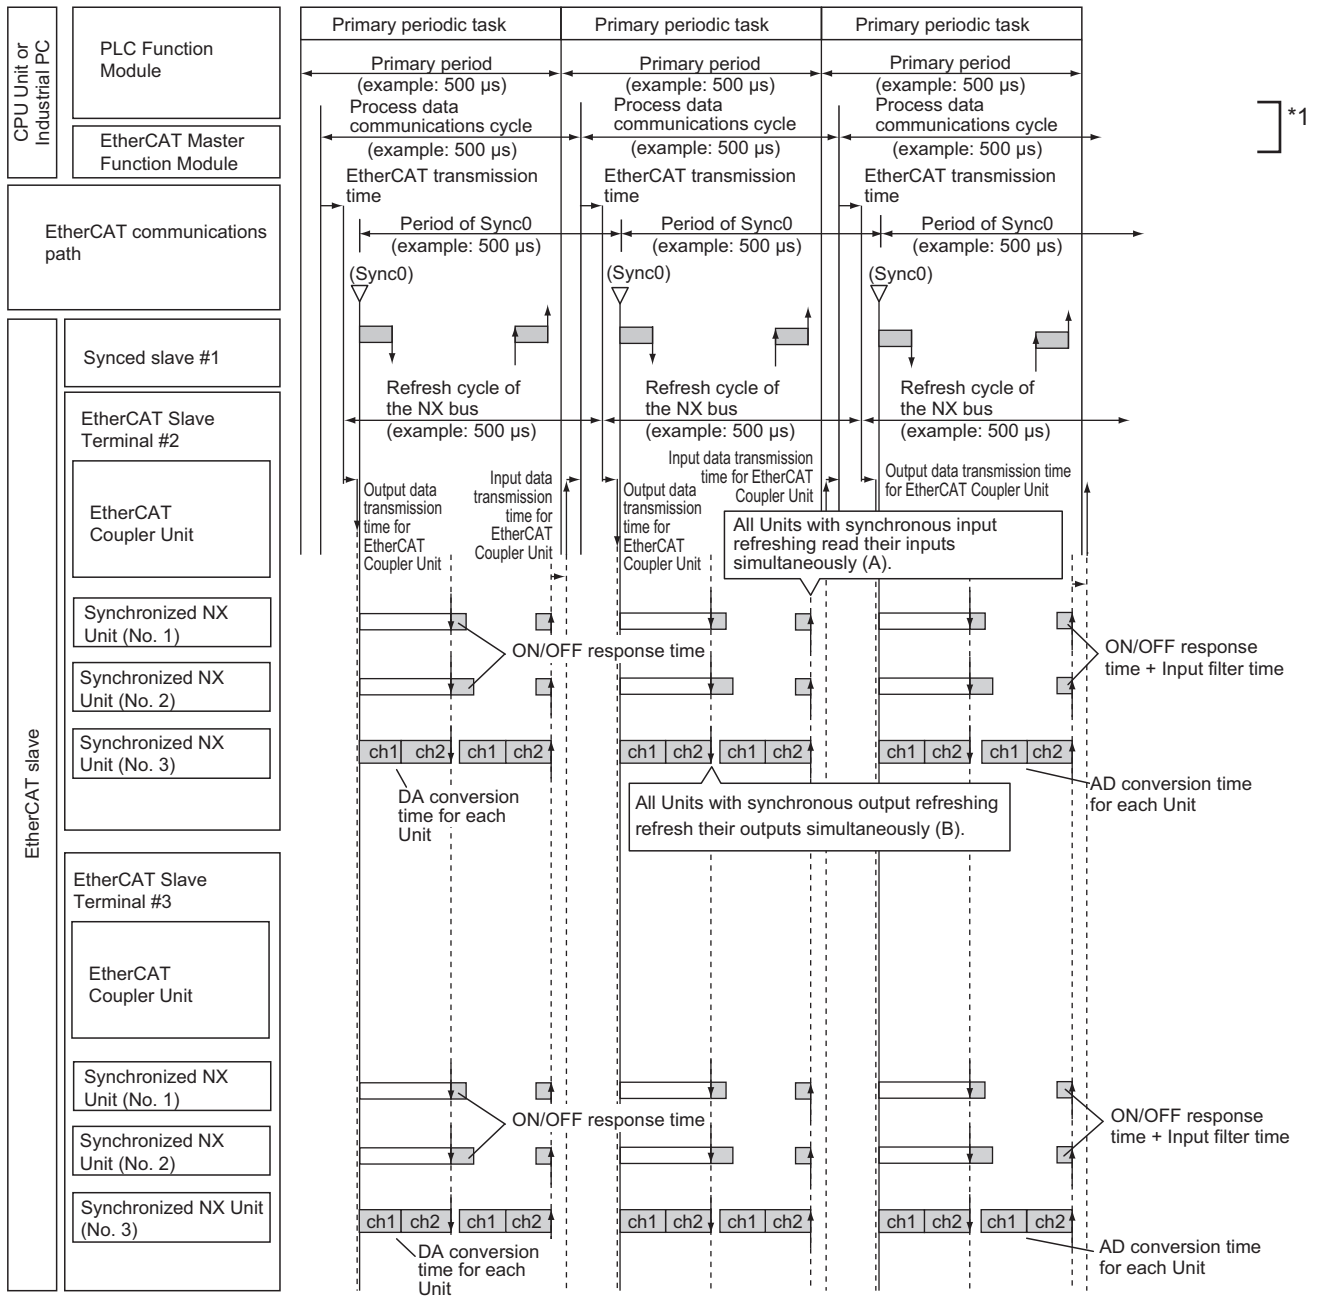 CPU Unit or
Industrial PC
PLC Function
Module
EtherCAT Master
Function Module
EtherCAT communications
path
EtherCAT slave
Synced slave #1
EtherCAT Slave
Terminal #2
EtherCAT
Coupler Unit
Synchronized NX
Unit (No. 1)
Synchronized NX
Unit (No. 2)
Synchronized NX
Unit (No. 3)
EtherCAT Slave
Terminal #3
EtherCAT
Coupler Unit
Synchronized NX
Unit (No. 1)
Synchronized NX
Unit (No. 2)
Synchronized NX Unit
(No. 3)
Primary periodic task
Primary periodic task
Primary periodic task
Primary period
(example: 500 µs)
Primary period
(example: 500 µs)
Primary period
(example: 500 µs)
Process data
communications cycle
(example: 500 µs)
Process data
communications cycle
(example: 500 µs)
Process data
communications cycle
(example: 500 µs)
*1
EtherCAT transmission
time
EtherCAT transmission
time
EtherCAT transmission
time
Period of Sync0
(example: 500 µs)
Period of Sync0
(example: 500 µs)
Period of Sync0
(example: 500 µs)
(Sync0)
(Sync0)
(Sync0)
Refresh cycle of
the NX bus
(example: 500 µs)
Refresh cycle of
the NX bus
(example: 500 µs)
Refresh cycle of
the NX bus
(example: 500 µs)
Output data
transmission
time for
EtherCAT
Coupler Unit
Input data
transmission
time for
EtherCAT
Coupler Unit
Output data
transmission
time for
EtherCAT
Coupler Unit
Input data transmission
time for EtherCAT
Coupler Unit
Output data transmission time
for EtherCAT Coupler Unit
All Units with synchronous input
refreshing read their inputs
simultaneously (A).
ON/OFF response time
ON/OFF response
time + Input filter time
ch1 ch2 ch1 ch2
ch1 ch2 ch1 ch2
ch1 ch2 ch1 ch2
DA conversion
time for each
Unit
All Units with synchronous output refreshing
refresh their outputs simultaneously (B).
AD conversion time
for each Unit
ON/OFF response time
ON/OFF response
time + Input filter time
ch1 ch2 ch1 ch2
ch1 ch2 ch1 ch2
ch1 ch2 ch1 ch2
DA conversion
time for each
Unit
AD conversion time
for each Unit